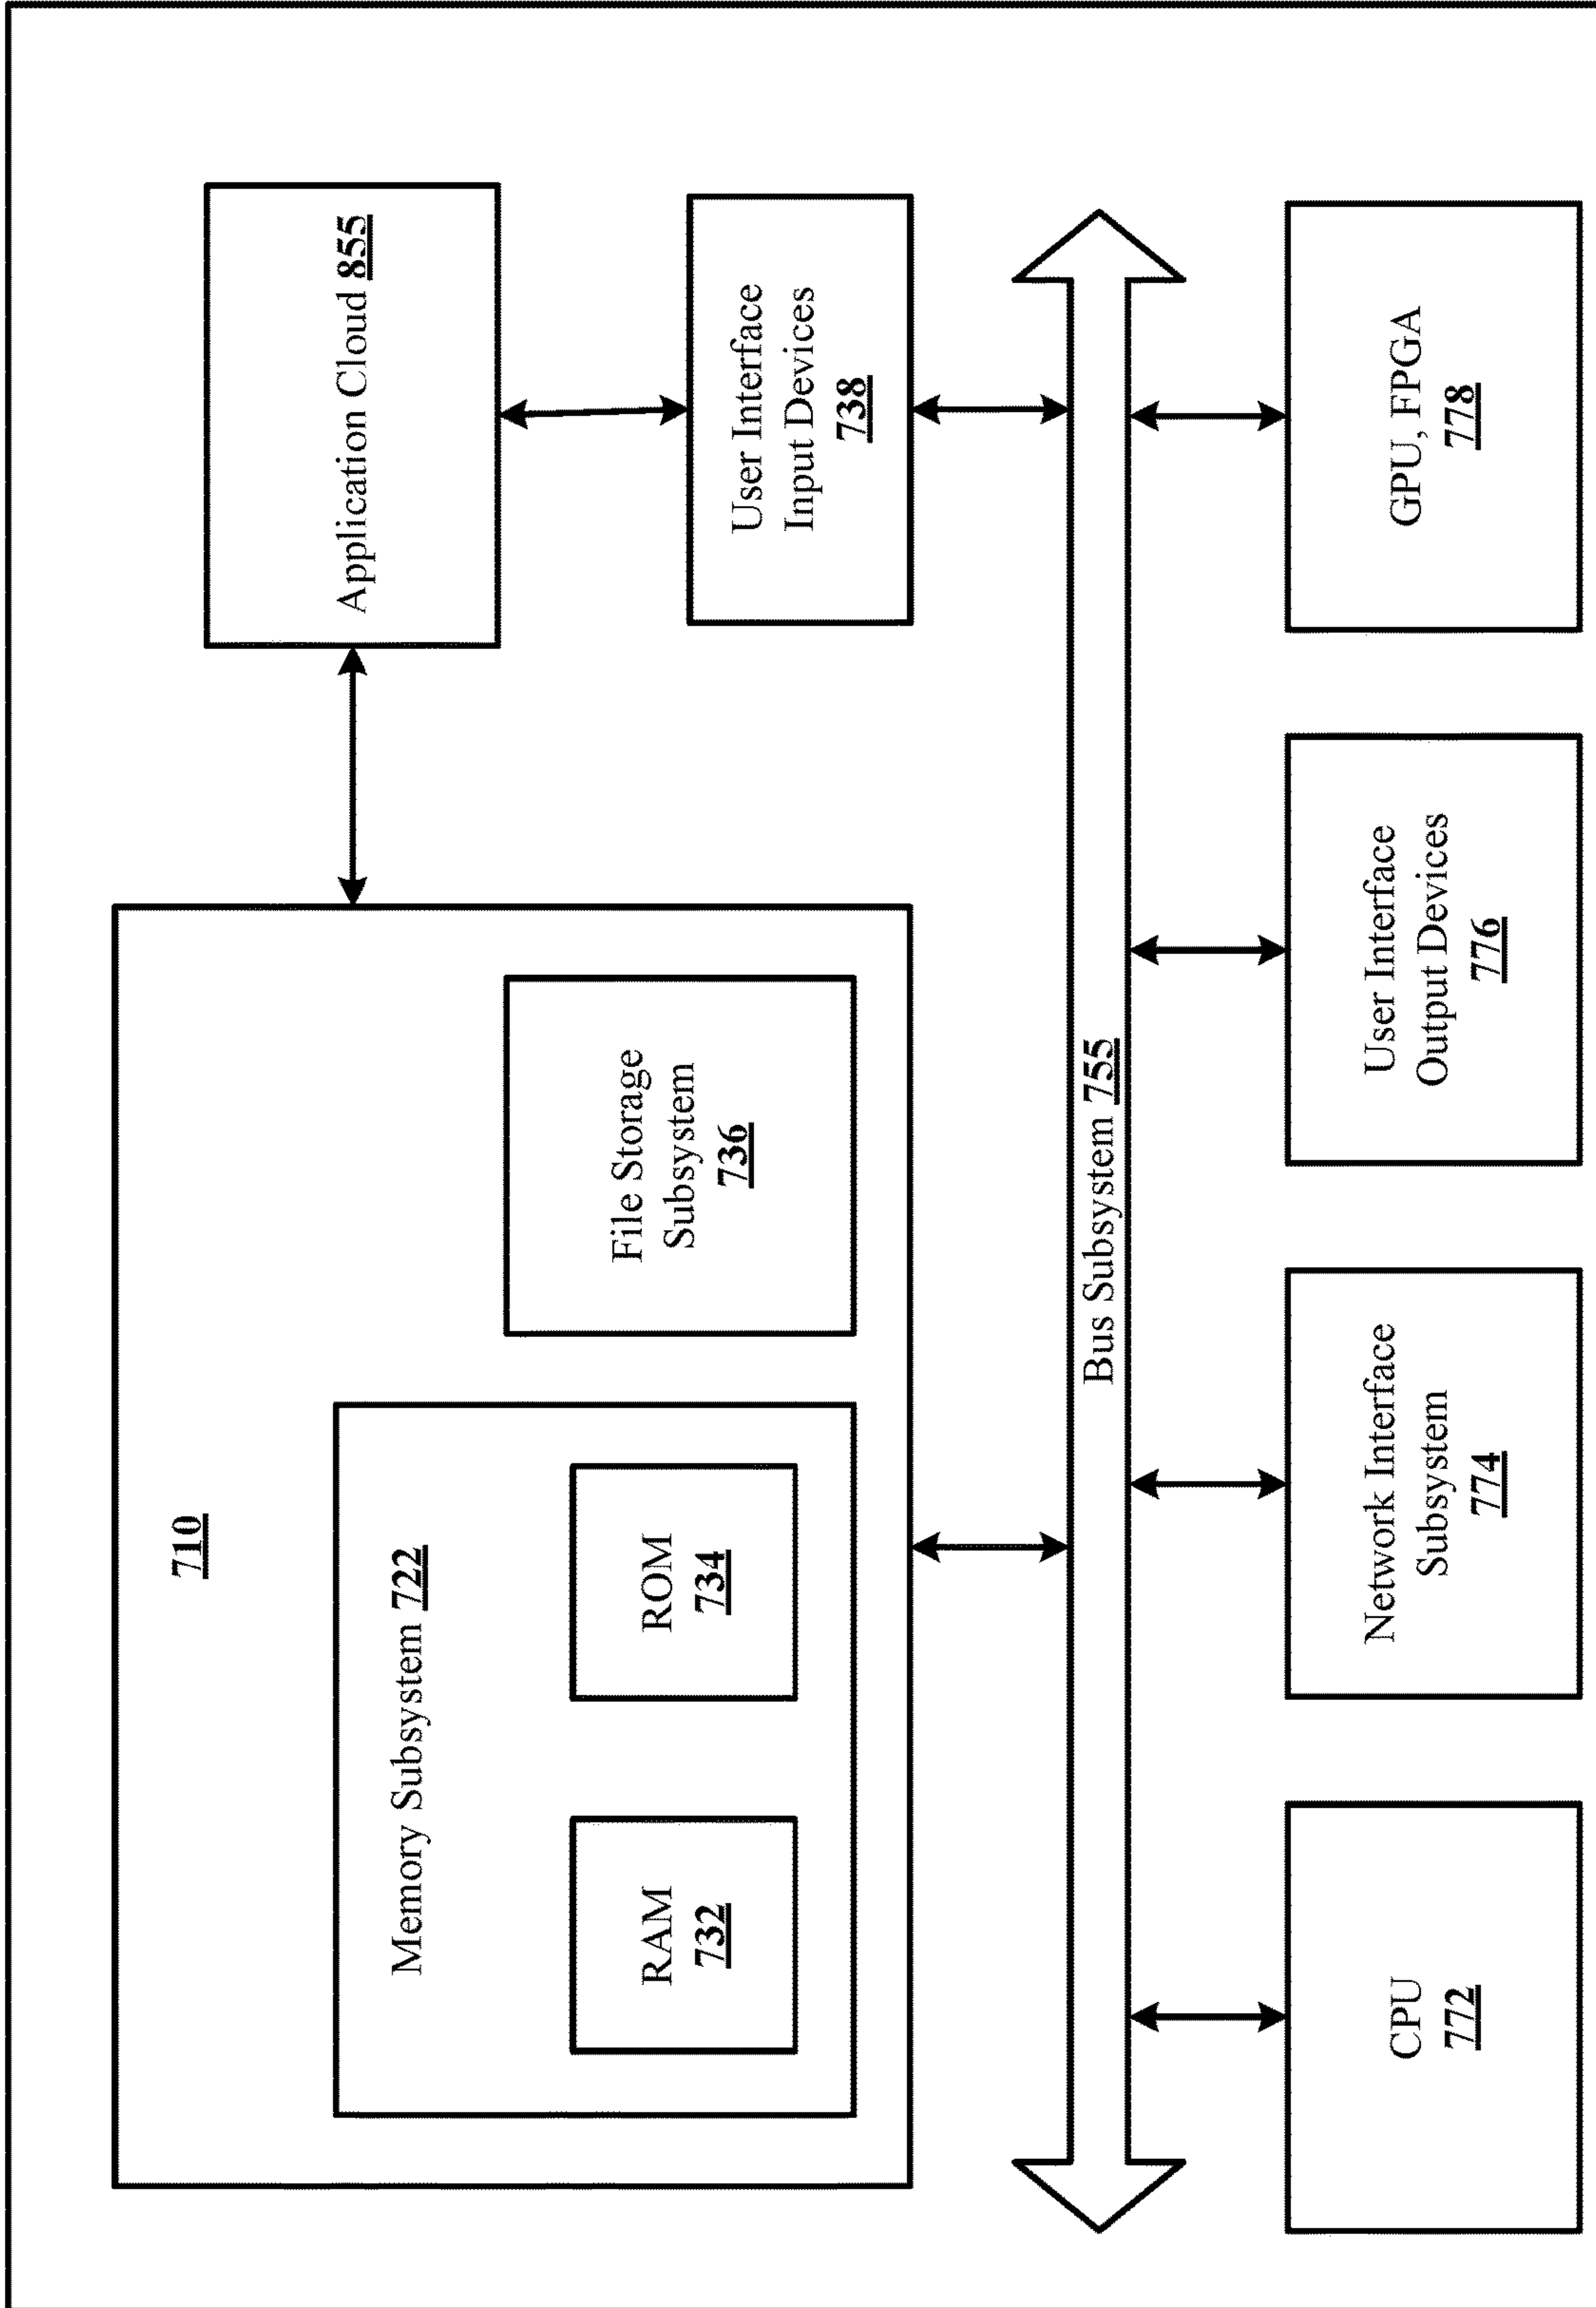 710
Memory Subsystem 722
RAM
732
ROM
734
File Storage
Subsystem
736
Application Cloud 855
User Interface
Input Devices
738
Bus Subsystem 755
CPU
772
Network Interface
Subsystem
774
User Interface
Output Devices
776
GPU, FPGA
778